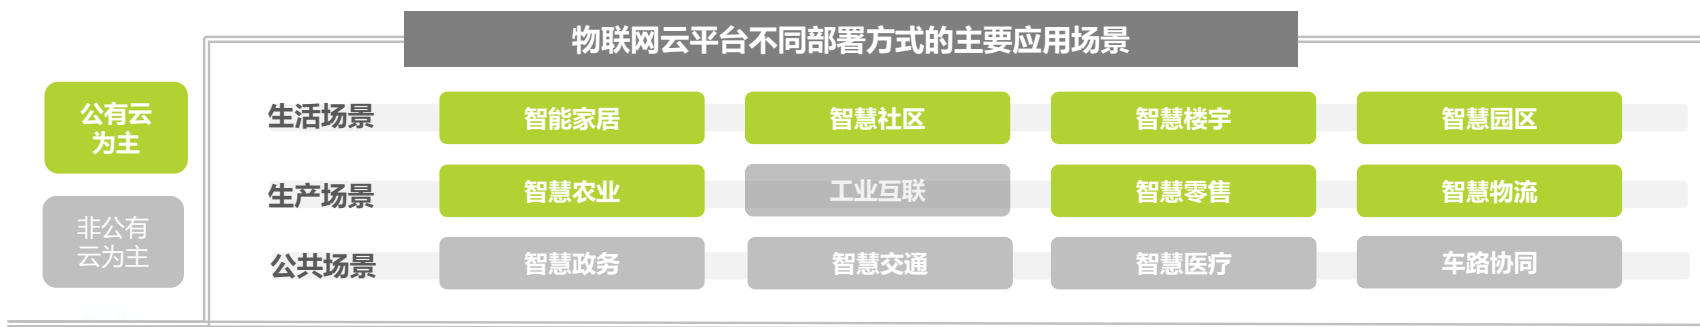 物联网云平台不同部署方式的主要应用场景
公有云
为主
非公有
云为主
生活场景 智能家居 智慧社区 智慧楼宇 智慧园区
生产场景 智慧农业 工业互联 智慧零售 智慧物流
公共场景 智慧政务 智慧交通 智慧医疗 车路协同